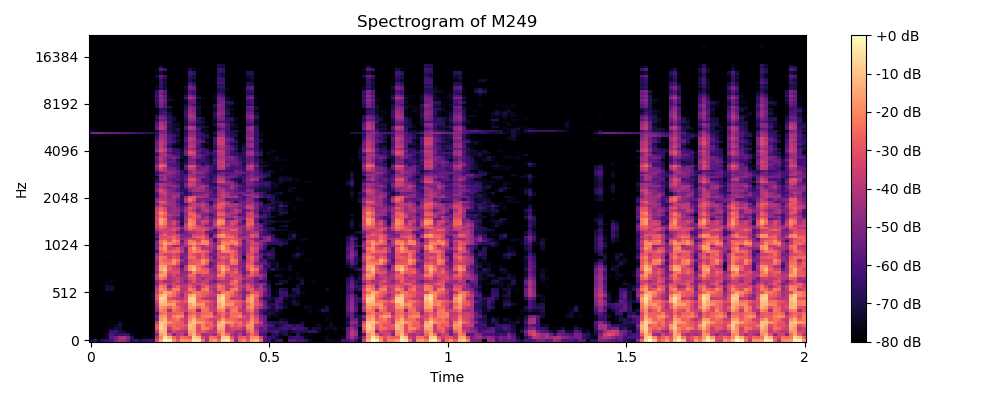 Spectrogram of M249
Hz
16384
8192
4096
2048
1024
512
0
0
0.5
1
1.5
2
Time
+0 dB
-10 dB
-20 dB
-30 dB
-40 dB
-50 dB
-60 dB
-70 dB
-80 dB